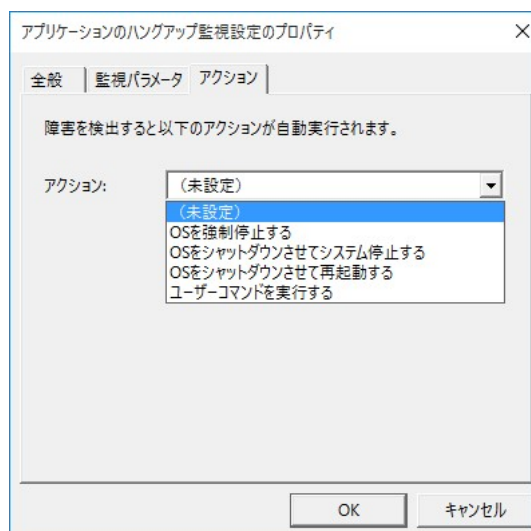 アプリケーションのハングアップ監視設定のプロパティ
全般 監視パラメータ アクション
障害を検出すると以下のアクションが自動実行されます。
アクション: （未設定）
（未設定）
OSを強制停止する
OSをシャットダウンさせてシステム停止する
OSをシャットダウンさせて再起動する
ユーザーコマンドを実行する
OK キャンセル